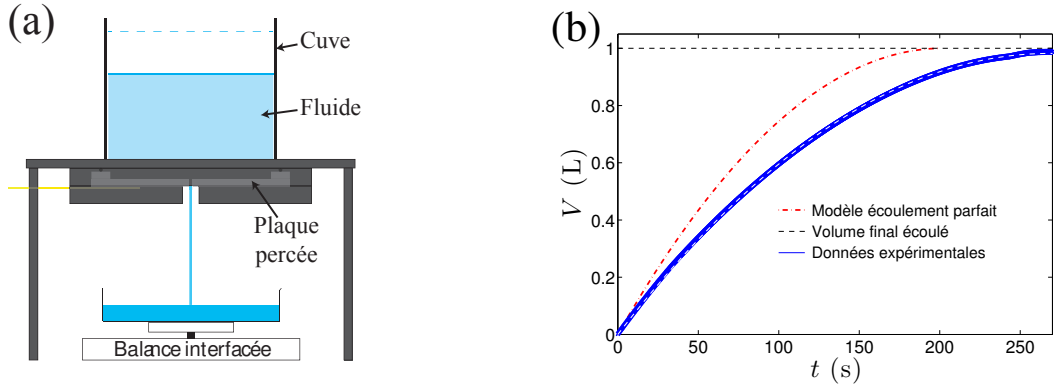 (a)
Cuve
Fluide
Plaque
percée
Balance interfacée
(b)
V (L)
1
0.8
0.6
0.4
0.2
0
Modèle écoulement parfait
Volume final écoulé
Données expérimentales
0 50 100 150 200 250
t (s)